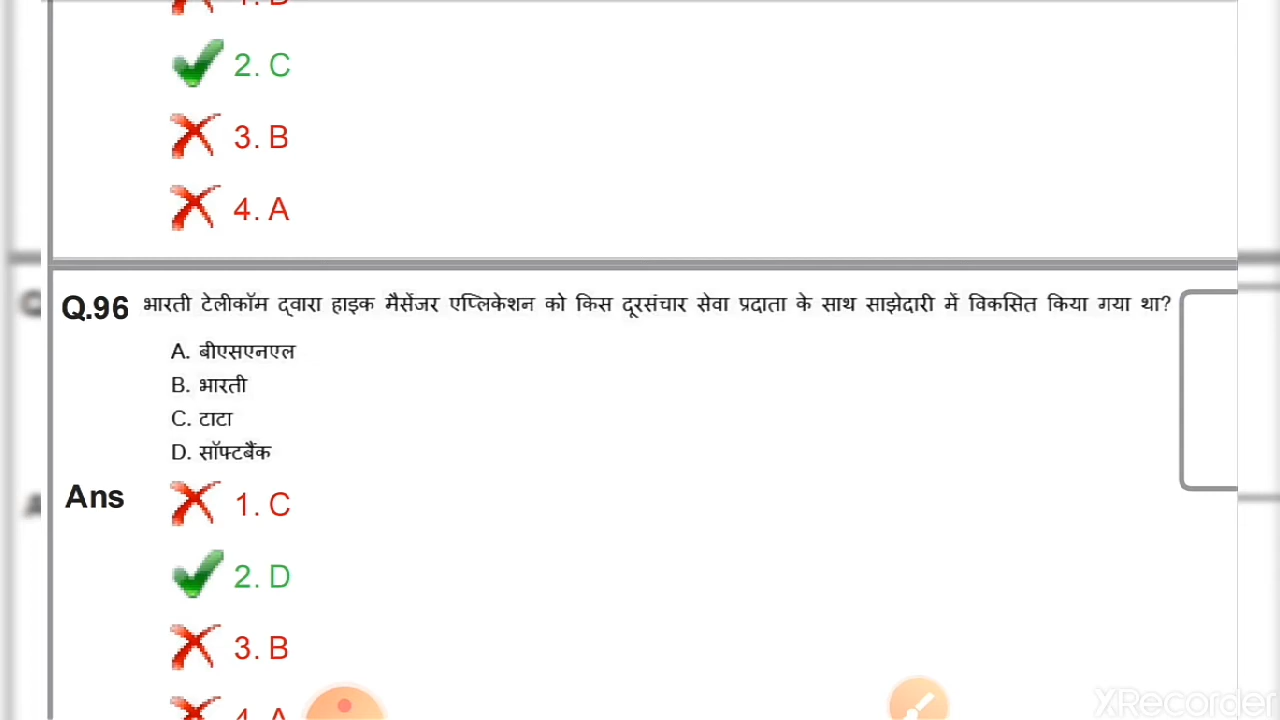 2. C
3. B
4. A
Q.96 भारती टेलीकॉम द्वारा हाइक मैसेंजर एप्लिकेशन को किस दूरसंचार सेवा प्रदाता के साथ साझेदारी में विकसित किया गया था?
A. बीएसएनएल
B. भारती
C. टाटा
D. सॉफ्टबैंक
Ans
1. C
2. D
3. B
4. A
XRecorder